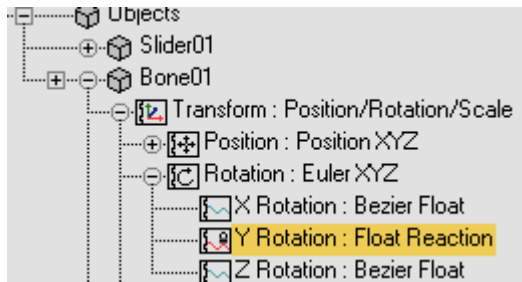 Objects
Slider01
Bone01
Transform : Position/Rotation/Scale
Position : Position XYZ
Rotation : Euler XYZ
X Rotation : Bezier Float
Y Rotation : Float Reaction
Z Rotation : Bezier Float